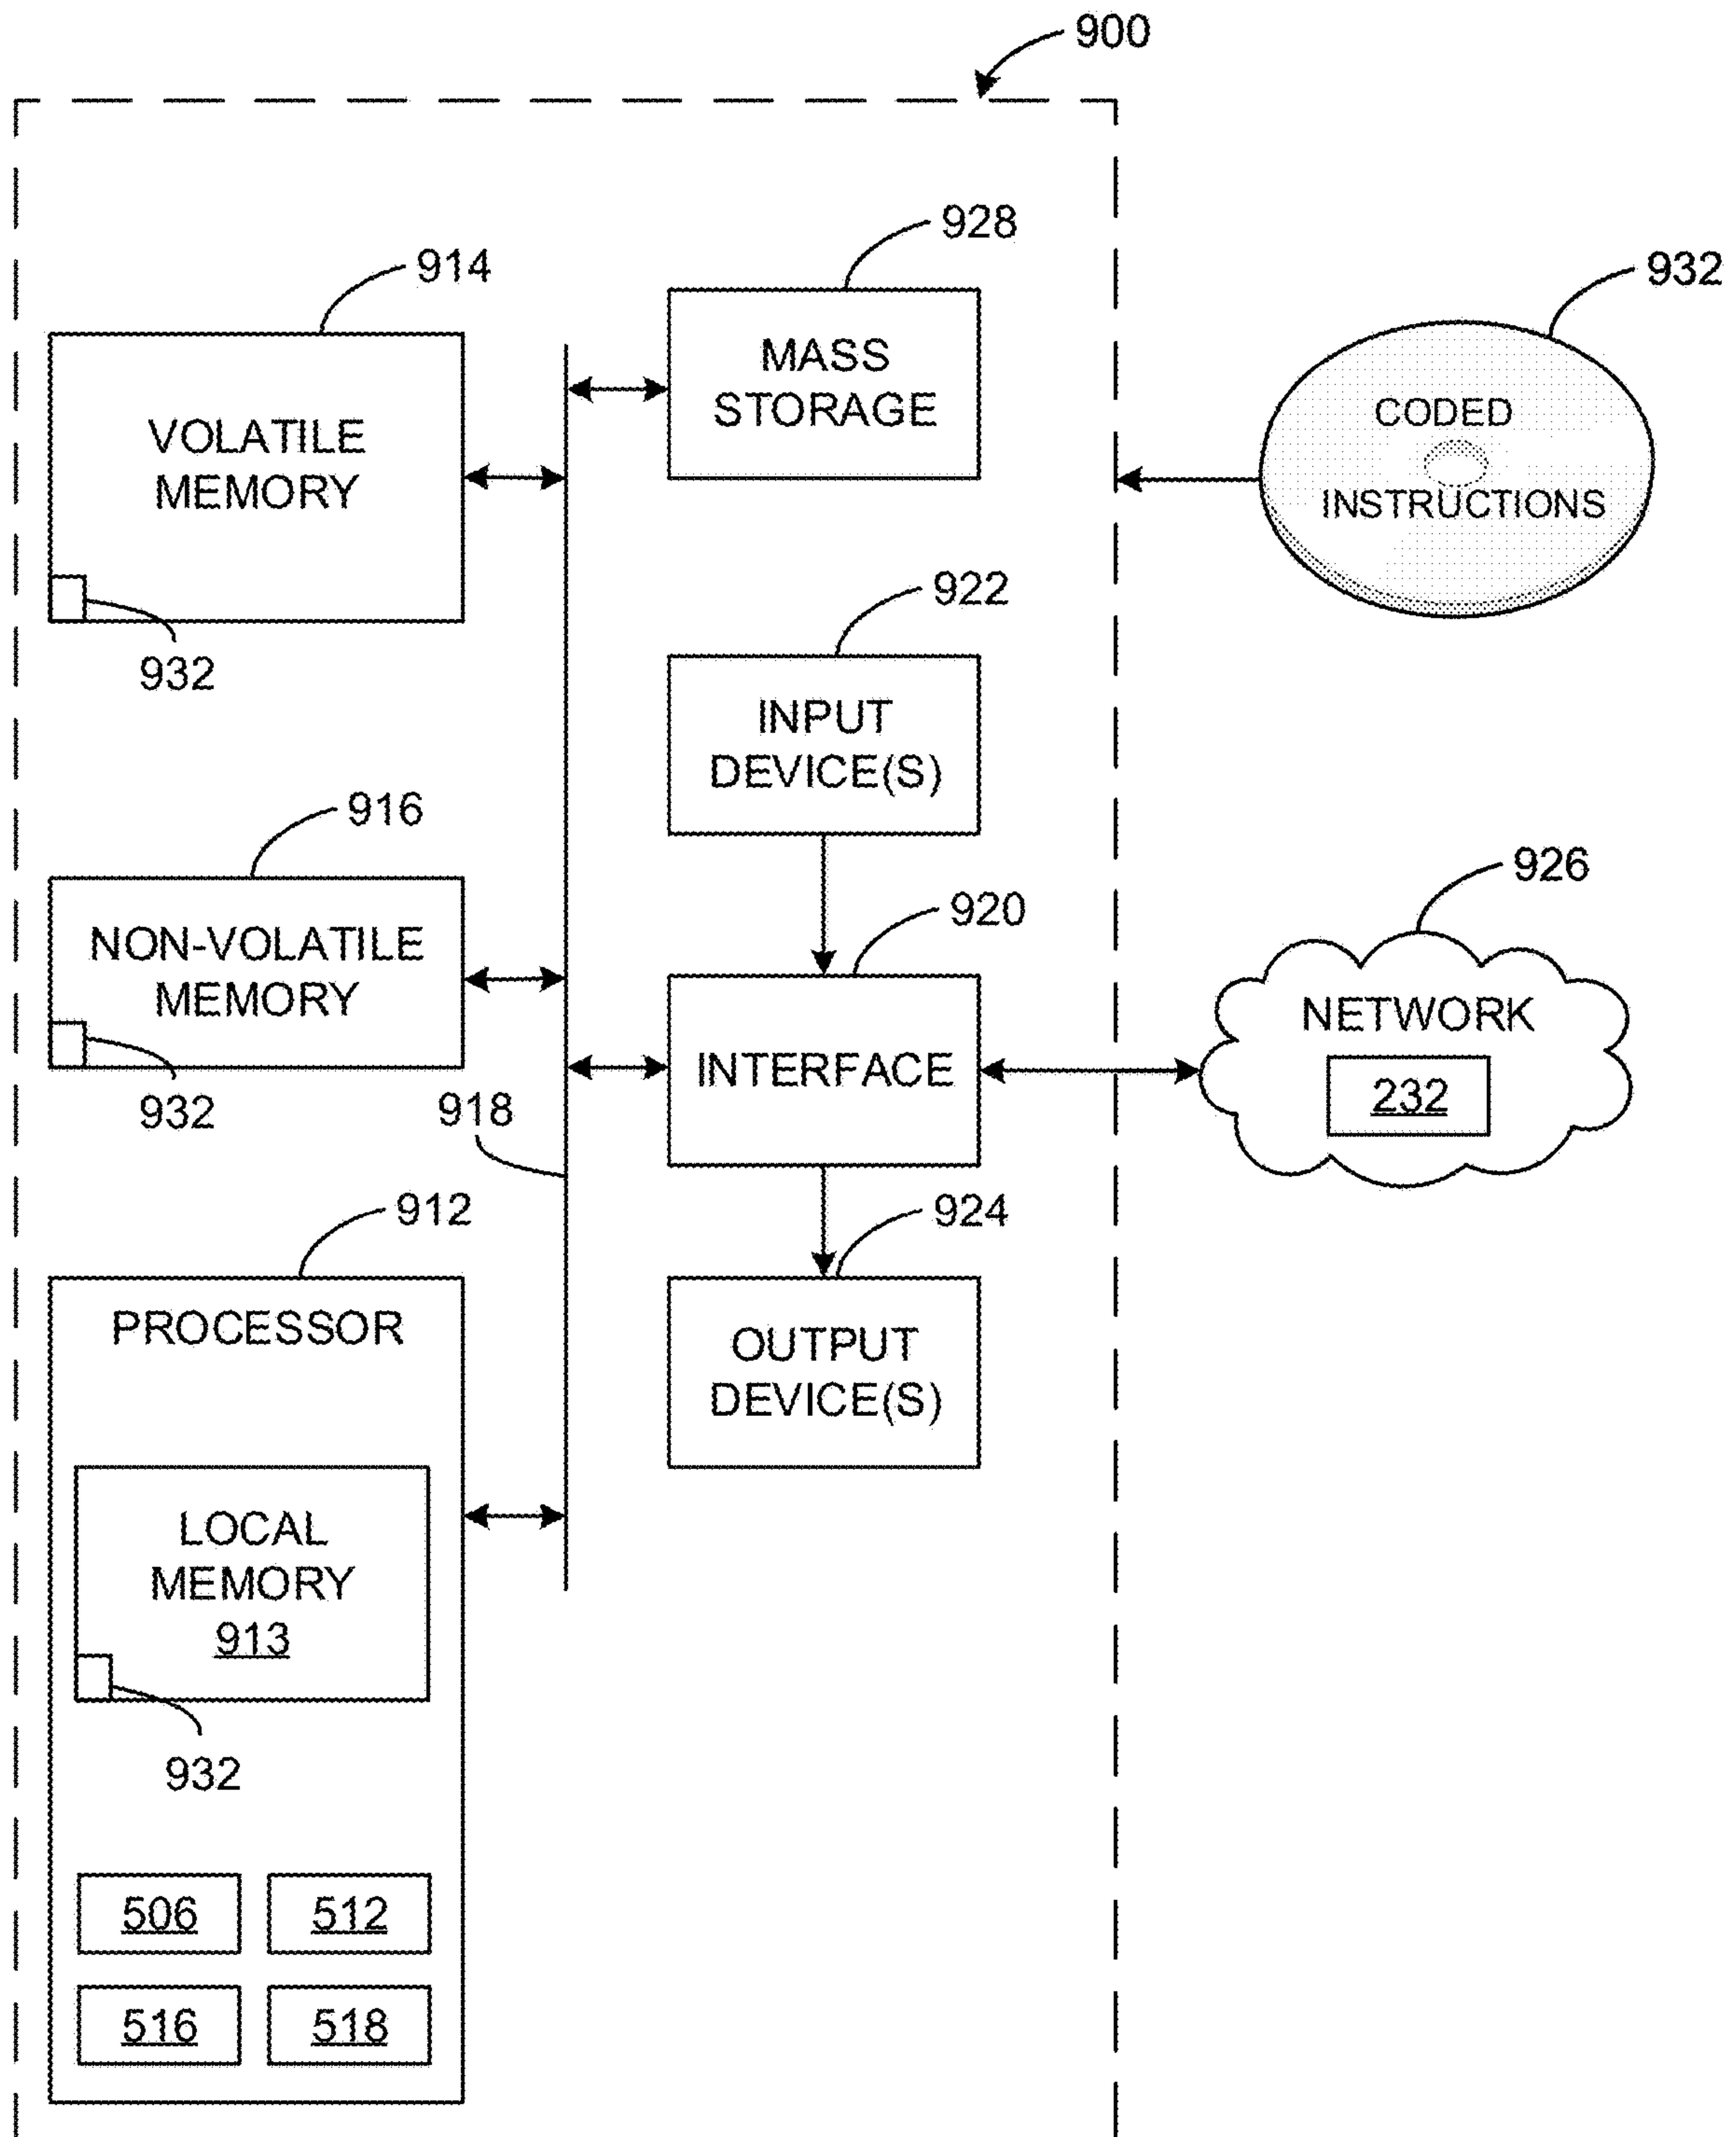 900
928
914
932
MASS
STORAGE
VOLATILE
MEMORY
CODED
INSTRUCTIONS
932
922
INPUT
DEVICE(S)
916
926
920
NON-VOLATILE
MEMORY
NETWORK
232
INTERFACE
932
918
912
924
PROCESSOR
OUTPUT
DEVICE(S)
LOCAL
MEMORY
913
932
506
512
516
518